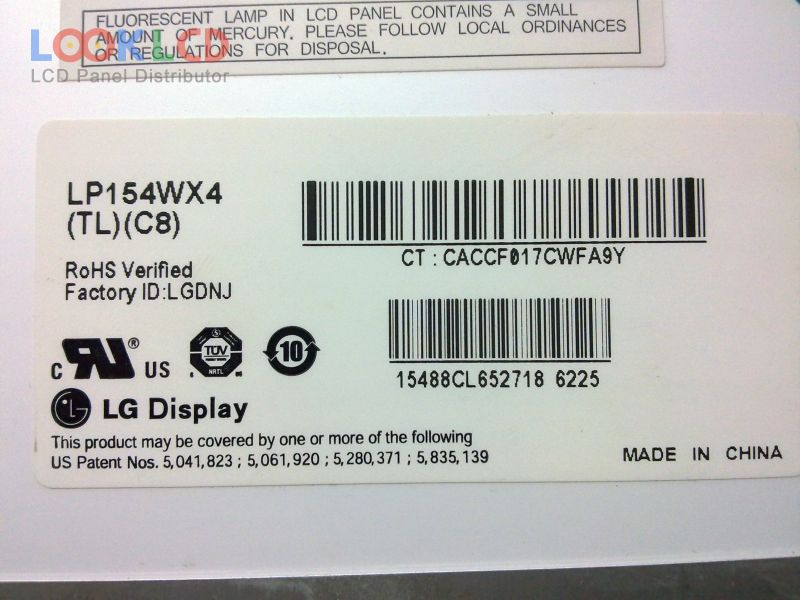 FLUORESCENT LAMP IN LCD PANEL CONTAINS A SMALL
AMOUNT OF MERCURY. PLEASE FOLLOW LOCAL ORDINANCES
OR REGULATIONS FOR DISPOSAL.
LOOKLCD
LCD Panel Distributor
LP154WX4
(TL)(C8)
CT : CACCF017CWFA9Y
RoHS Verified
Factory ID:LGDNJ
15488CL652718 6225
c RU ® US
TÜV
NRTL
10
LG Display
This product may be covered by one or more of the following
US Patent Nos. 5,041,823 ; 5,061,920 ; 5,280,371 ; 5,835,139
MADE IN CHINA